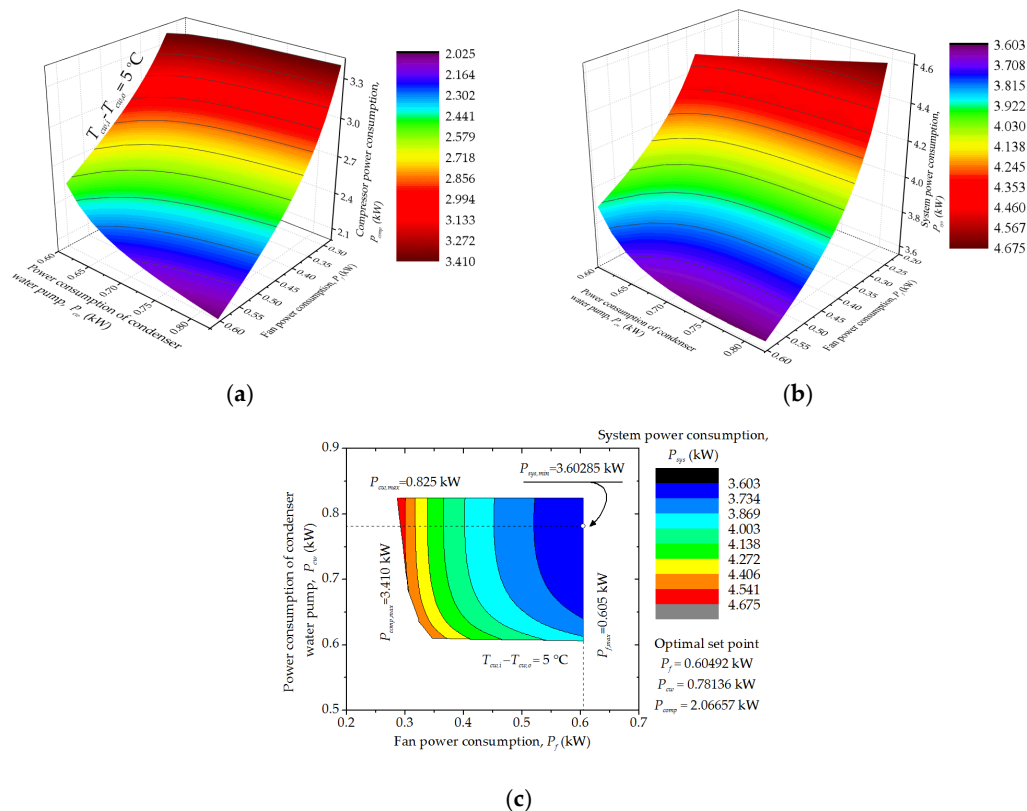 (a)
T_cw,i-T_cw,o = 5 °C
3.3
3.0
2.7
2.4
2.1
Compressor power consumption,
P_comp (kW)
0.60
0.65
0.70
0.75
0.80
Power consumption of condenser
water pump, P_cw (kW)
0.30
0.35
0.40
0.45
0.50
0.55
0.60
Fan power consumption, P_f (kW)
2.025
2.164
2.302
2.441
2.579
2.718
2.856
2.994
3.133
3.272
3.410
(b)
4.6
4.4
4.2
4.0
3.8
3.6
System power consumption,
P_sys (kW)
0.60
0.65
0.70
0.75
0.80
Power consumption of condenser
water pump, P_cw (kW)
0.20
0.25
0.30
0.35
0.40
0.45
0.50
0.55
0.60
Fan power consumption, P_f (kW)
3.603
3.708
3.815
3.922
4.030
4.138
4.245
4.353
4.460
4.567
4.675
0.9
0.8
0.7
0.6
0.5
Power consumption of condenser
water pump, P_cw (kW)
0.2
0.3
0.4
0.5
0.6
0.7
Fan power consumption, P_f (kW)
P_cw,max=0.825 kW
P_sys,min=3.60285 kW
P_comp,max=3.410 kW
P_f,max=0.605 kW
T_cw,i-T_cw,o = 5 °C
System power consumption,
P_sys (kW)
3.603
3.734
3.869
4.003
4.138
4.272
4.406
4.541
4.675
Optimal set point
P_f = 0.60492 kW
P_cw = 0.78136 kW
P_comp = 2.06657 kW
(c)